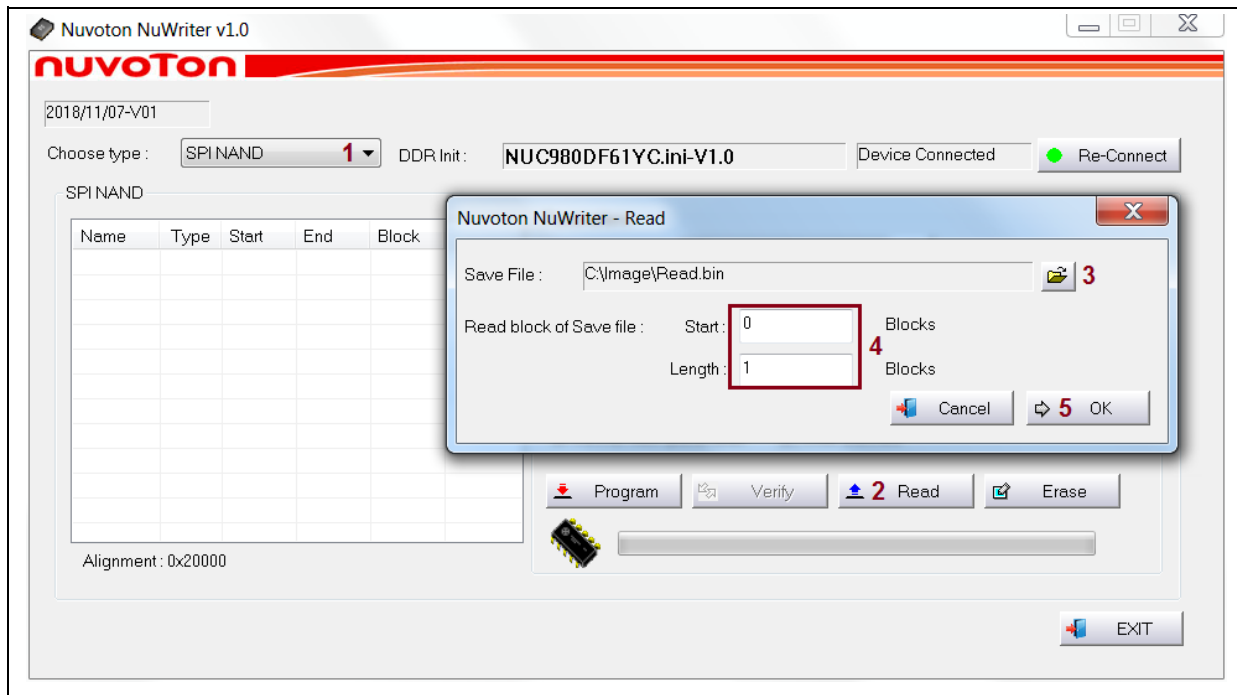 Nuvoton NuWriter v1.0
nuvoTon
2018/11/07-V01
Choose type : SPI NAND 1 DDR Init : NUC980DF61YC.ini-V1.0 Device Connected Re-Connect
SPI NAND
Name Type Start End Block
Nuvoton NuWriter - Read
Save File : C:\Image\Read.bin 3
Read block of Save file : Start : 0 Blocks
4
Length : 1 Blocks
Cancel 5 OK
Program Verify 2 Read Erase
Alignment : 0x20000
EXIT